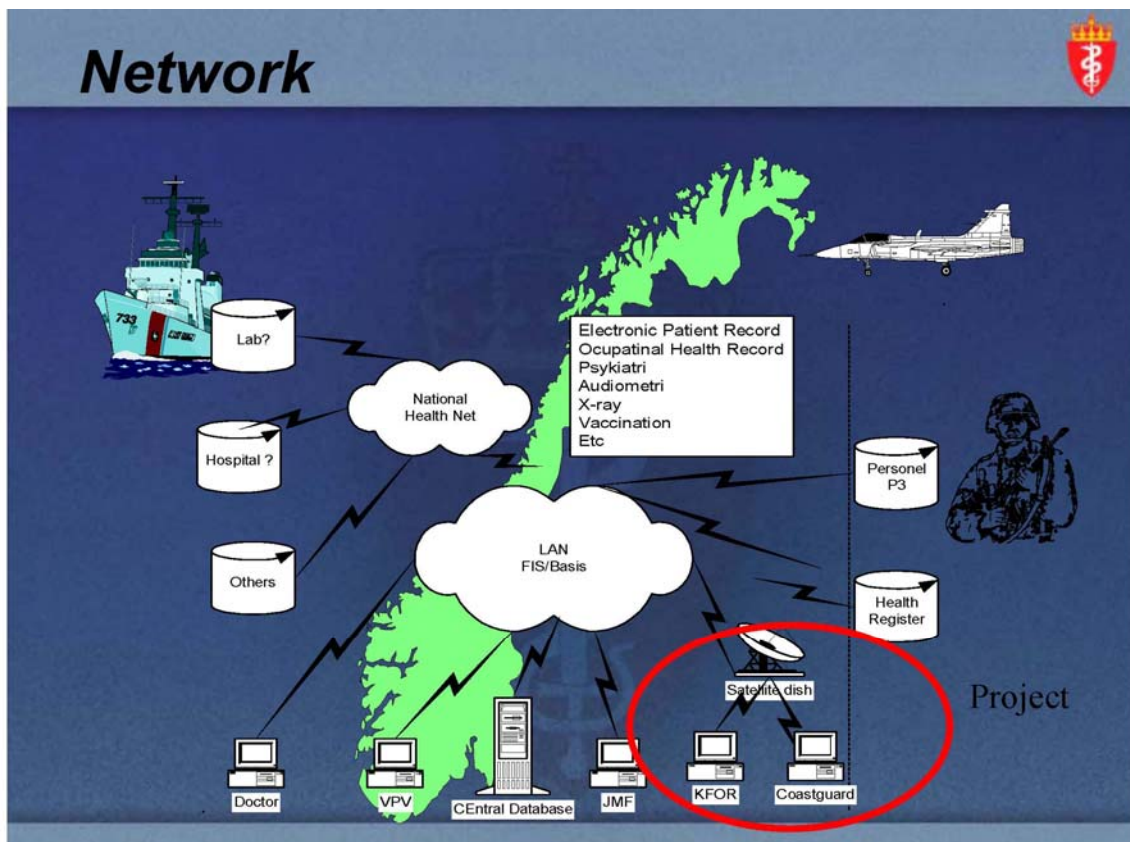 Network
733
Lab?
National
Health Net
Electronic Patient Record
Ocupatinal Health Record
Psykiatri
Audiometri
X-ray
Vaccination
Etc
Hospital ?
Personel
P3
LAN
FIS/Basis
Others
Health
Register
Satellite dish
Project
Doctor
VPV
CEntral Database
JMF
KFOR
Coastguard